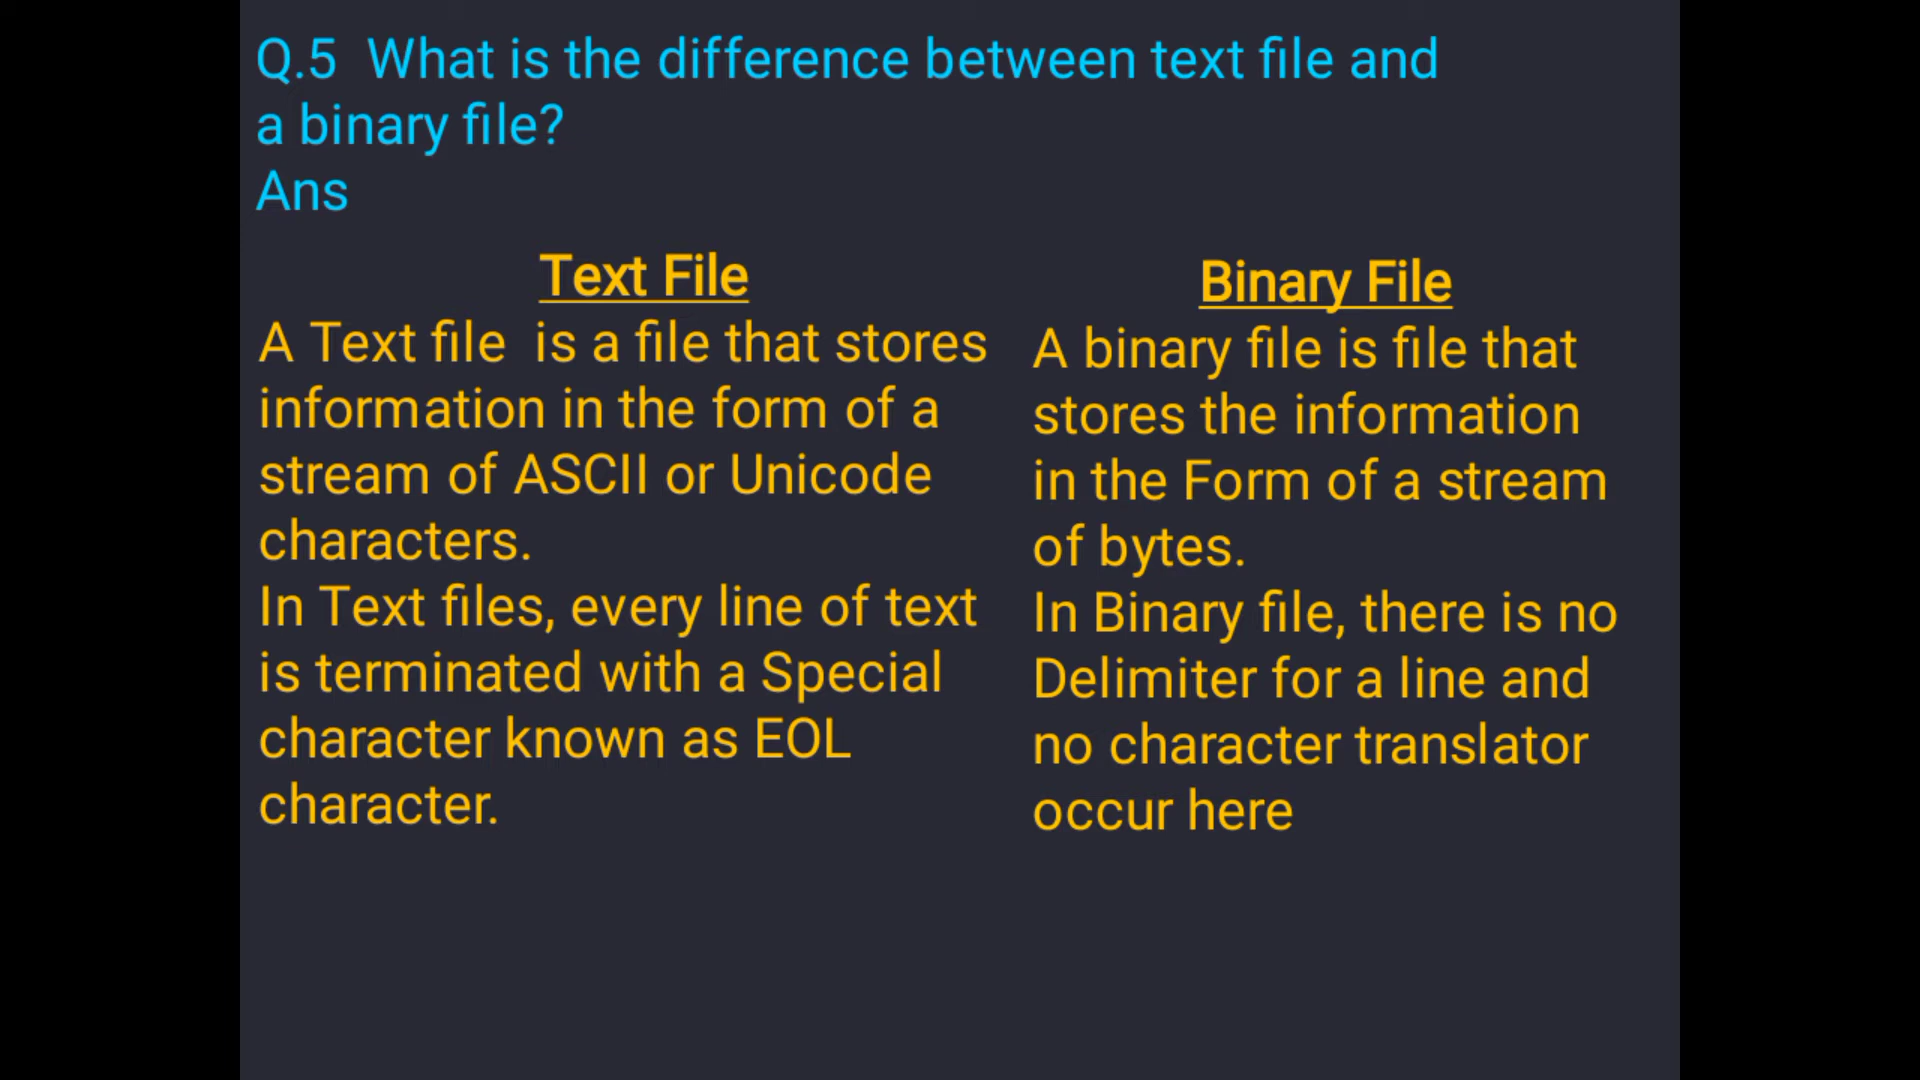 Q.5 What is the difference between text file and
a binary file?
Ans
Text File
A Text file is a file that stores
information in the form of a
stream of ASCII or Unicode
characters.
In Text files, every line of text
is terminated with a Special
character known as EOL
character.
Binary File
A binary file is file that
stores the information
in the Form of a stream
of bytes.
In Binary file, there is no
Delimiter for a line and
no character translator
occur here